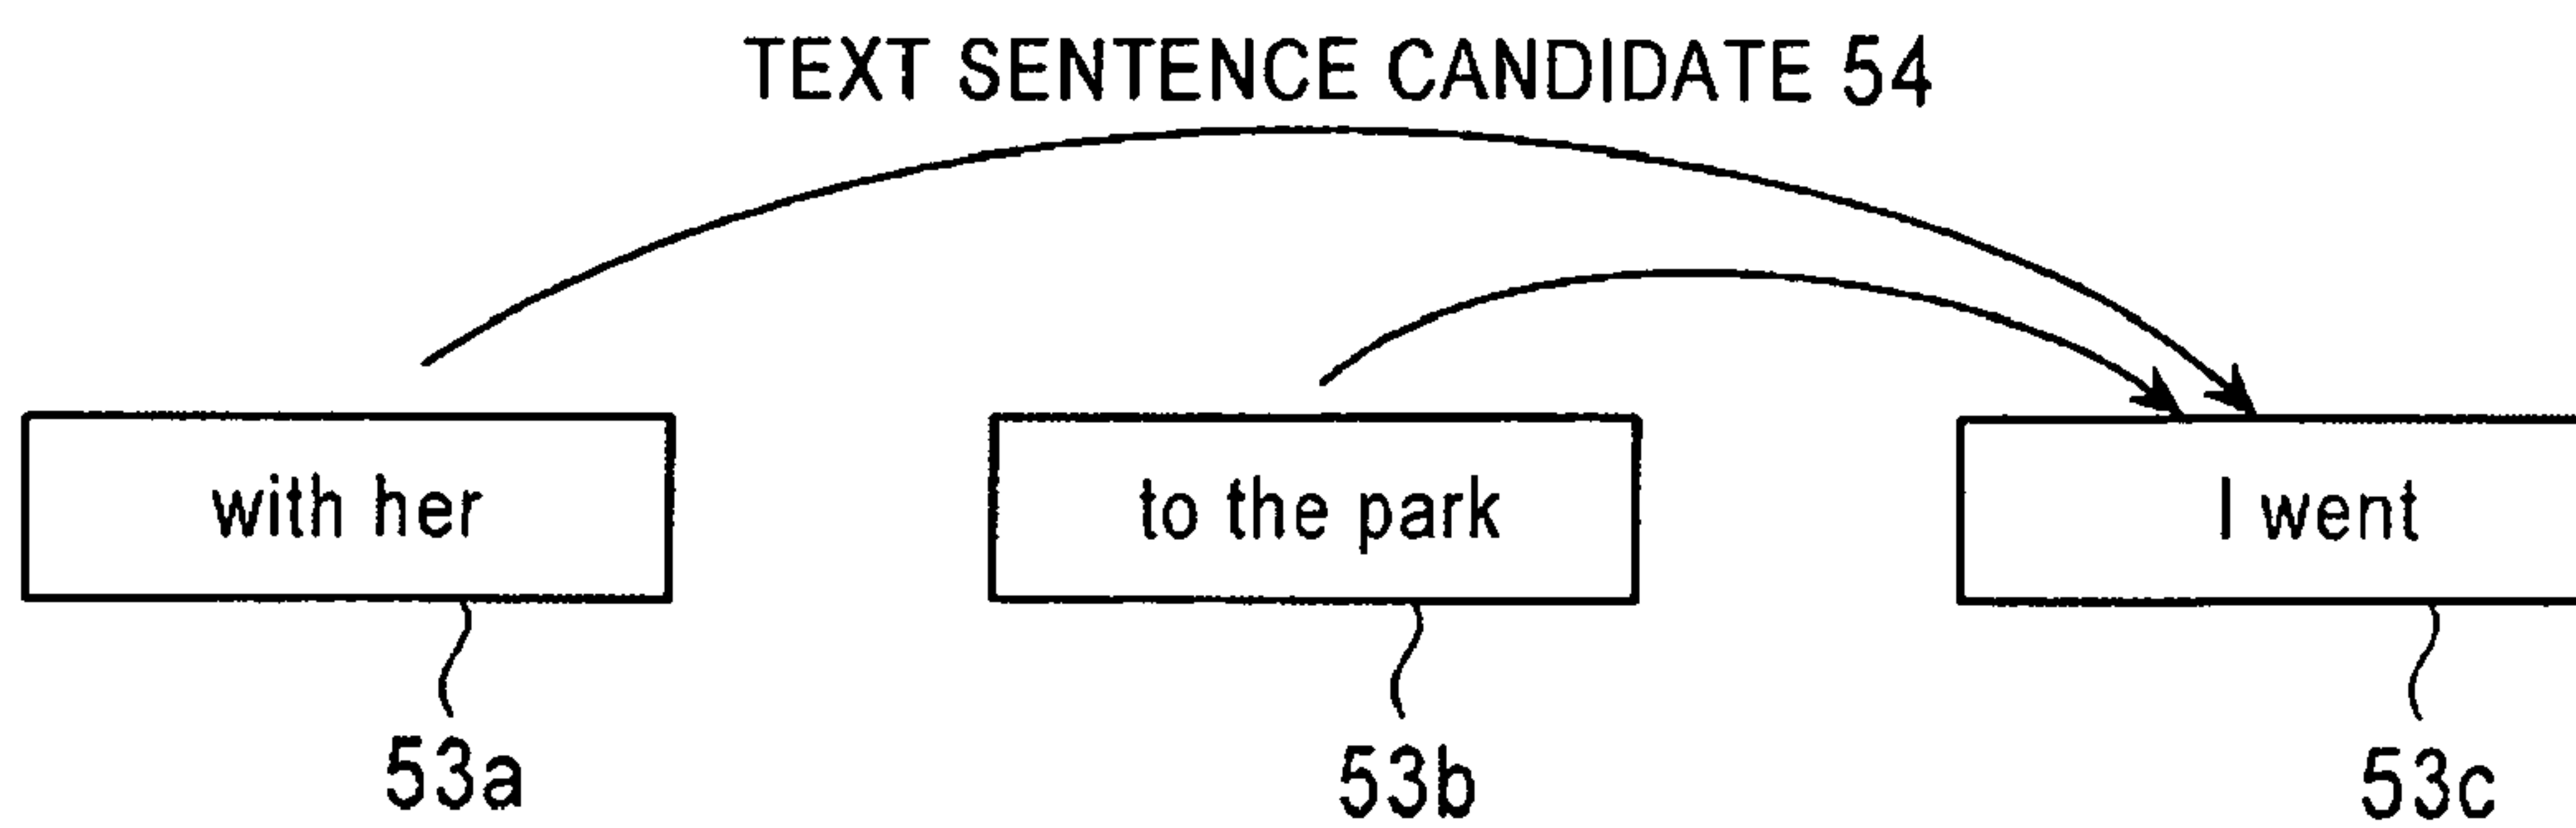 TEXT SENTENCE CANDIDATE 54
with her
to the park
I went
53a
53b
53c